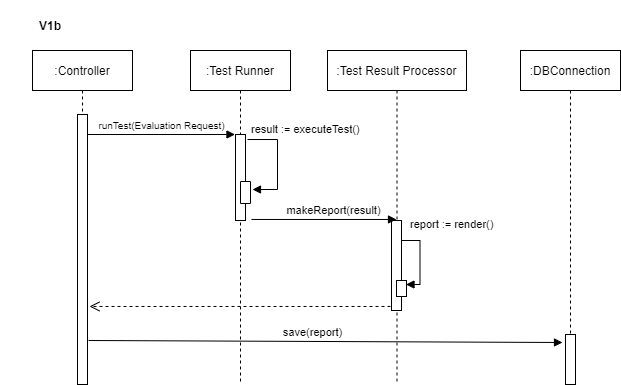 V1b
:Controller
:Test Runner
:Test Result Processor
:DBConnection
runTest(Evaluation Request)
result := executeTest()
makeReport(result)
report := render()
save(report)